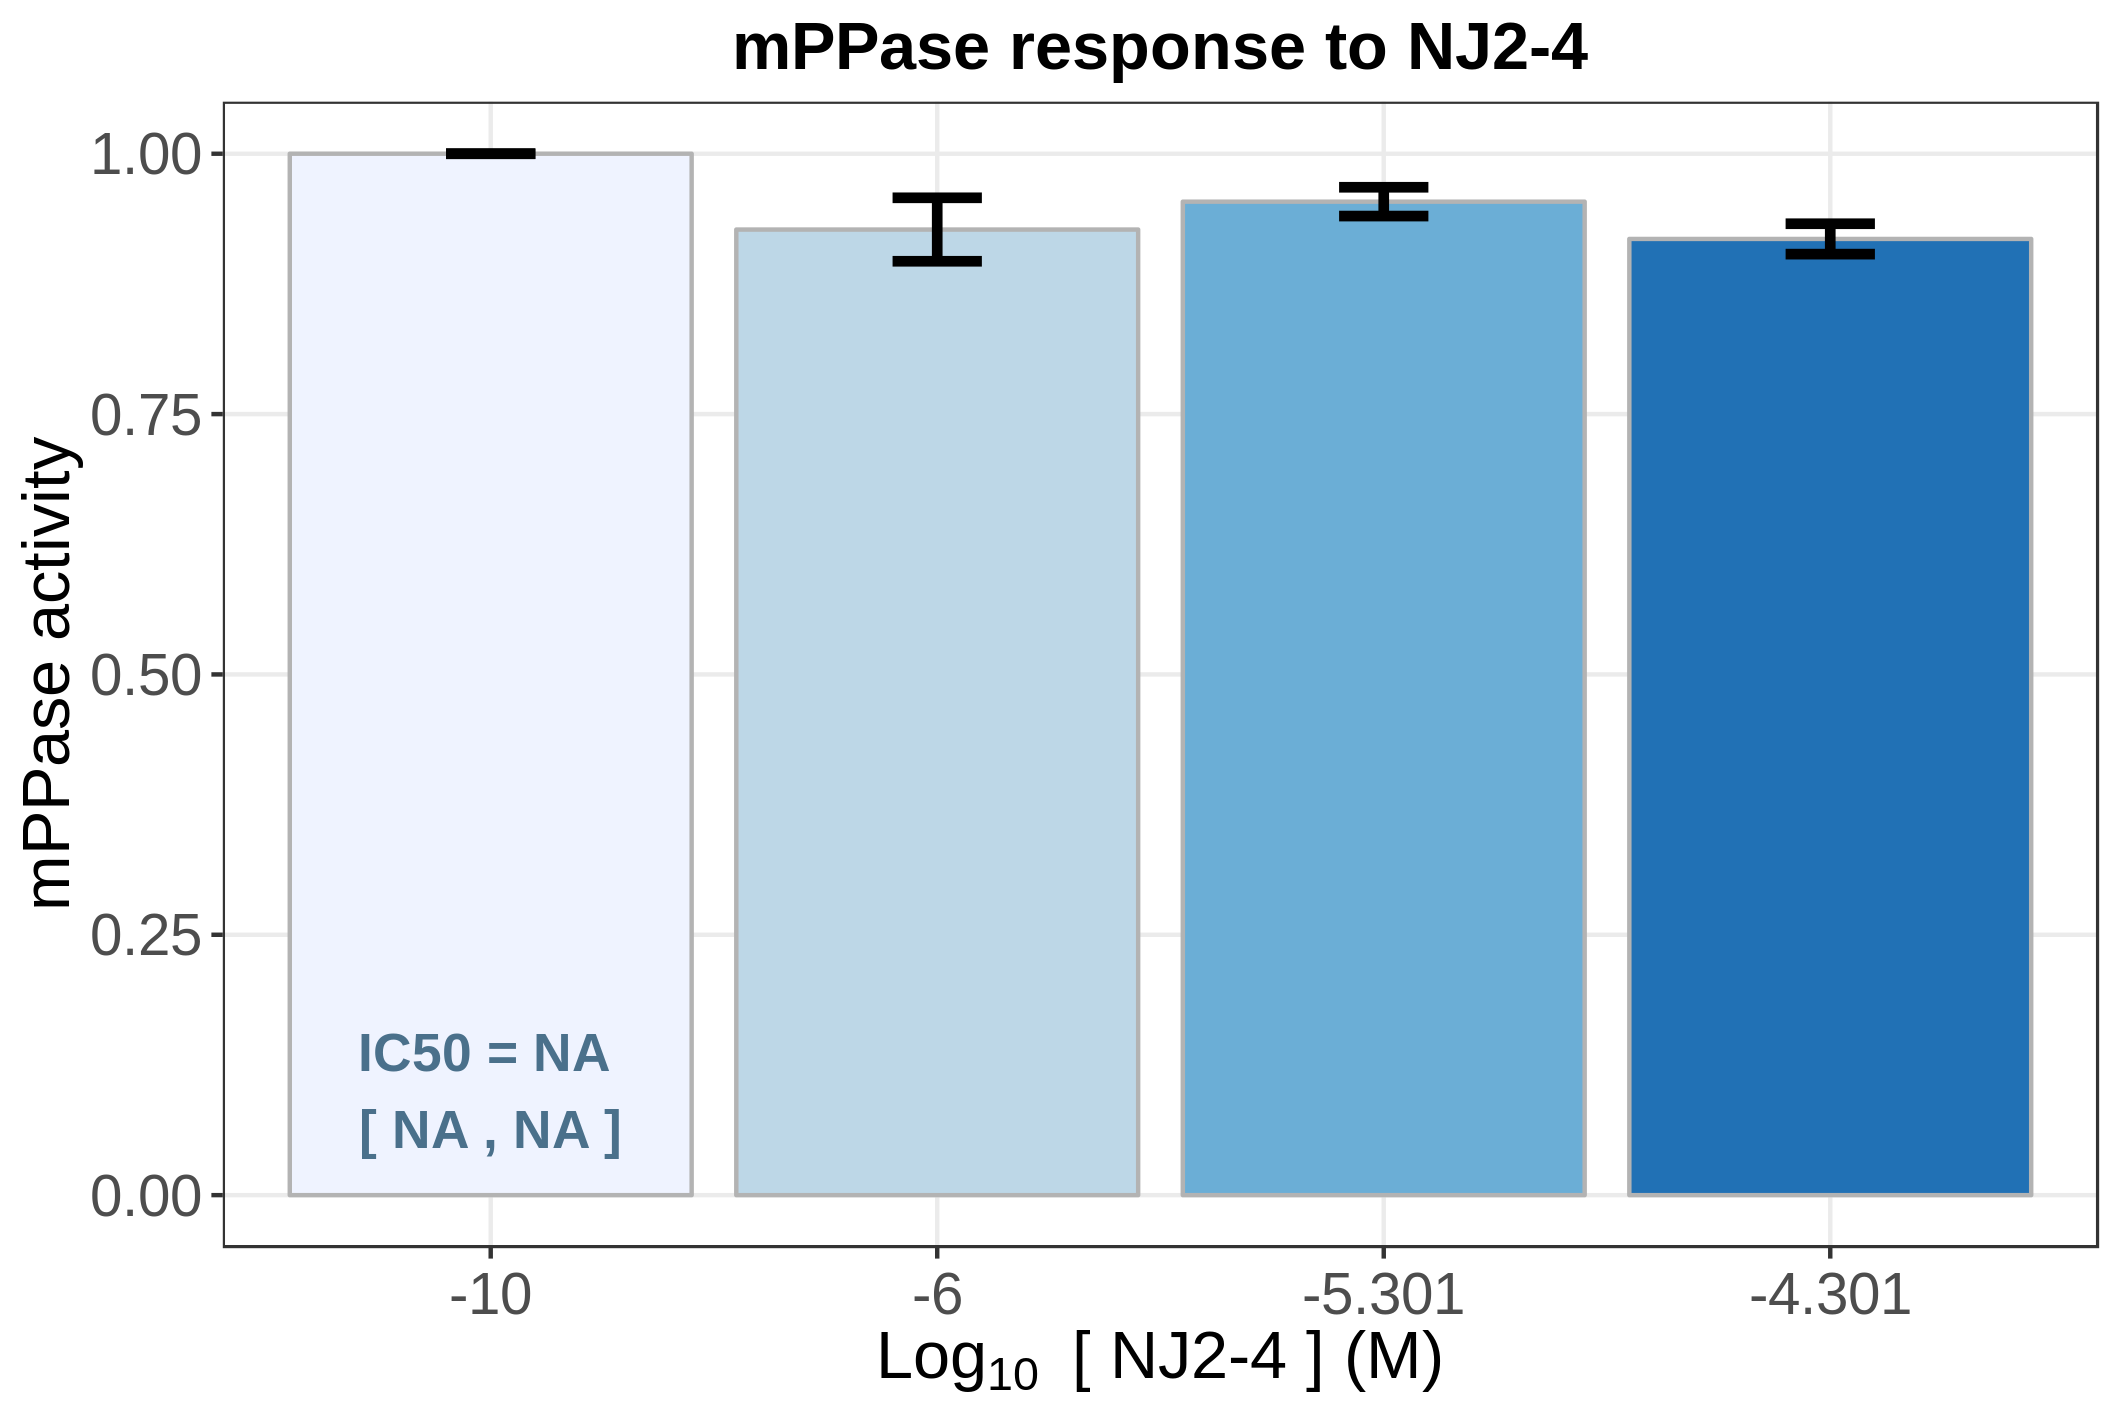 mPPase response to NJ2-4
mPPase activity
1.00
0.75
0.50
0.25
0.00
IC50 = NA
[ NA , NA ]
-10
-6
-5.301
-4.301
Log₁₀ [ NJ2-4 ] (M)